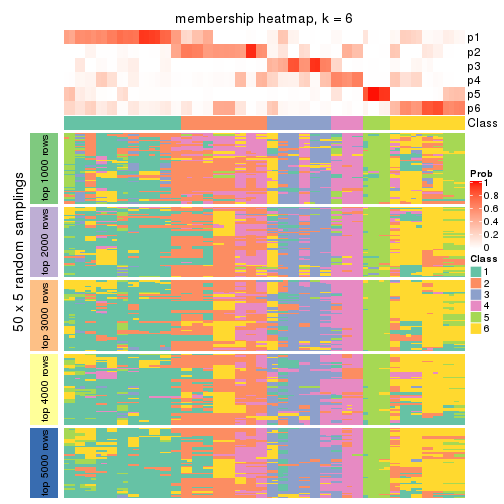 membership heatmap, k = 6
p1
p2
p3
p4
p5
p6
Class
50 x 5 random samplings
top 1000 rows
top 2000 rows
top 3000 rows
top 4000 rows
top 5000 rows
Prob
1
0.8
0.6
0.4
0.2
0
Class
1
2
3
4
5
6